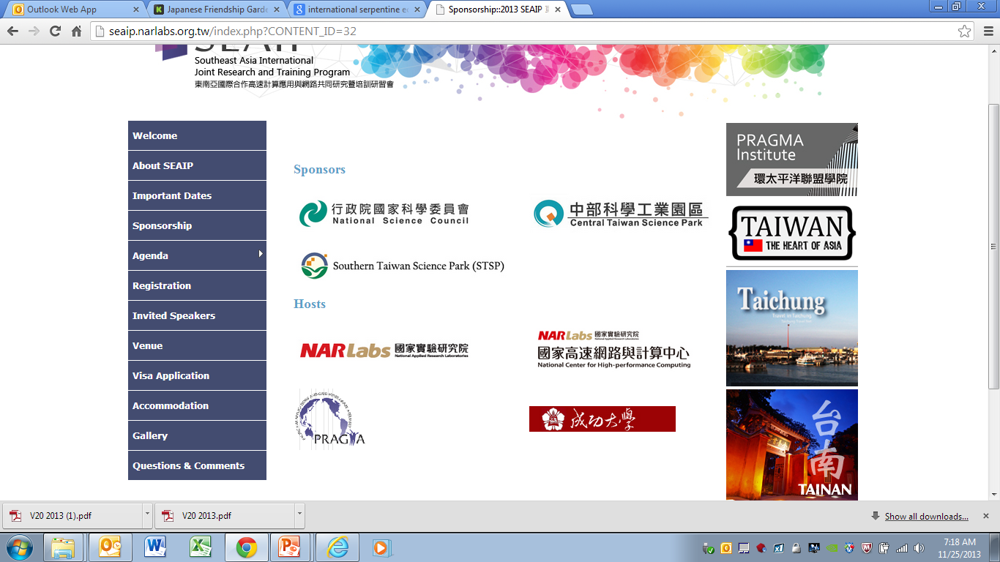 Outlook Web App
Japanese Friendship Garde
international serpentine e
Sponsorship::2013 SEAIP
seaip.narlabs.org.tw/index.php?CONTENT_ID=32
SEAIP
Southeast Asia International
Joint Research and Training Program
東南亞國際合作高速計算應用與網路共同研究暨培訓研習會
Welcome
About SEAIP
Important Dates
Sponsorship
Agenda
Registration
Invited Speakers
Venue
Visa Application
Accommodation
Gallery
Questions & Comments
Sponsors
行政院國家科學委員會
National Science Council
中部科學工業園區
Central Taiwan Science Park
Southern Taiwan Science Park (STSP)
Hosts
NARLabs 國家實驗研究院
National Applied Research Laboratories
NARLabs 國家實驗研究院
National Applied Research Laboratories
國家高速網路與計算中心
National Center for High-performance Computing
PRAGMA
成功大學
PRAGMA
Institute
環太平洋聯盟學院
TAIWAN
THE HEART OF ASIA
Taichung
Travel in Taichung
台南
TAINAN
V20 2013 (1).pdf
V20 2013.pdf
Show all downloads...
7:18 AM
11/25/2013